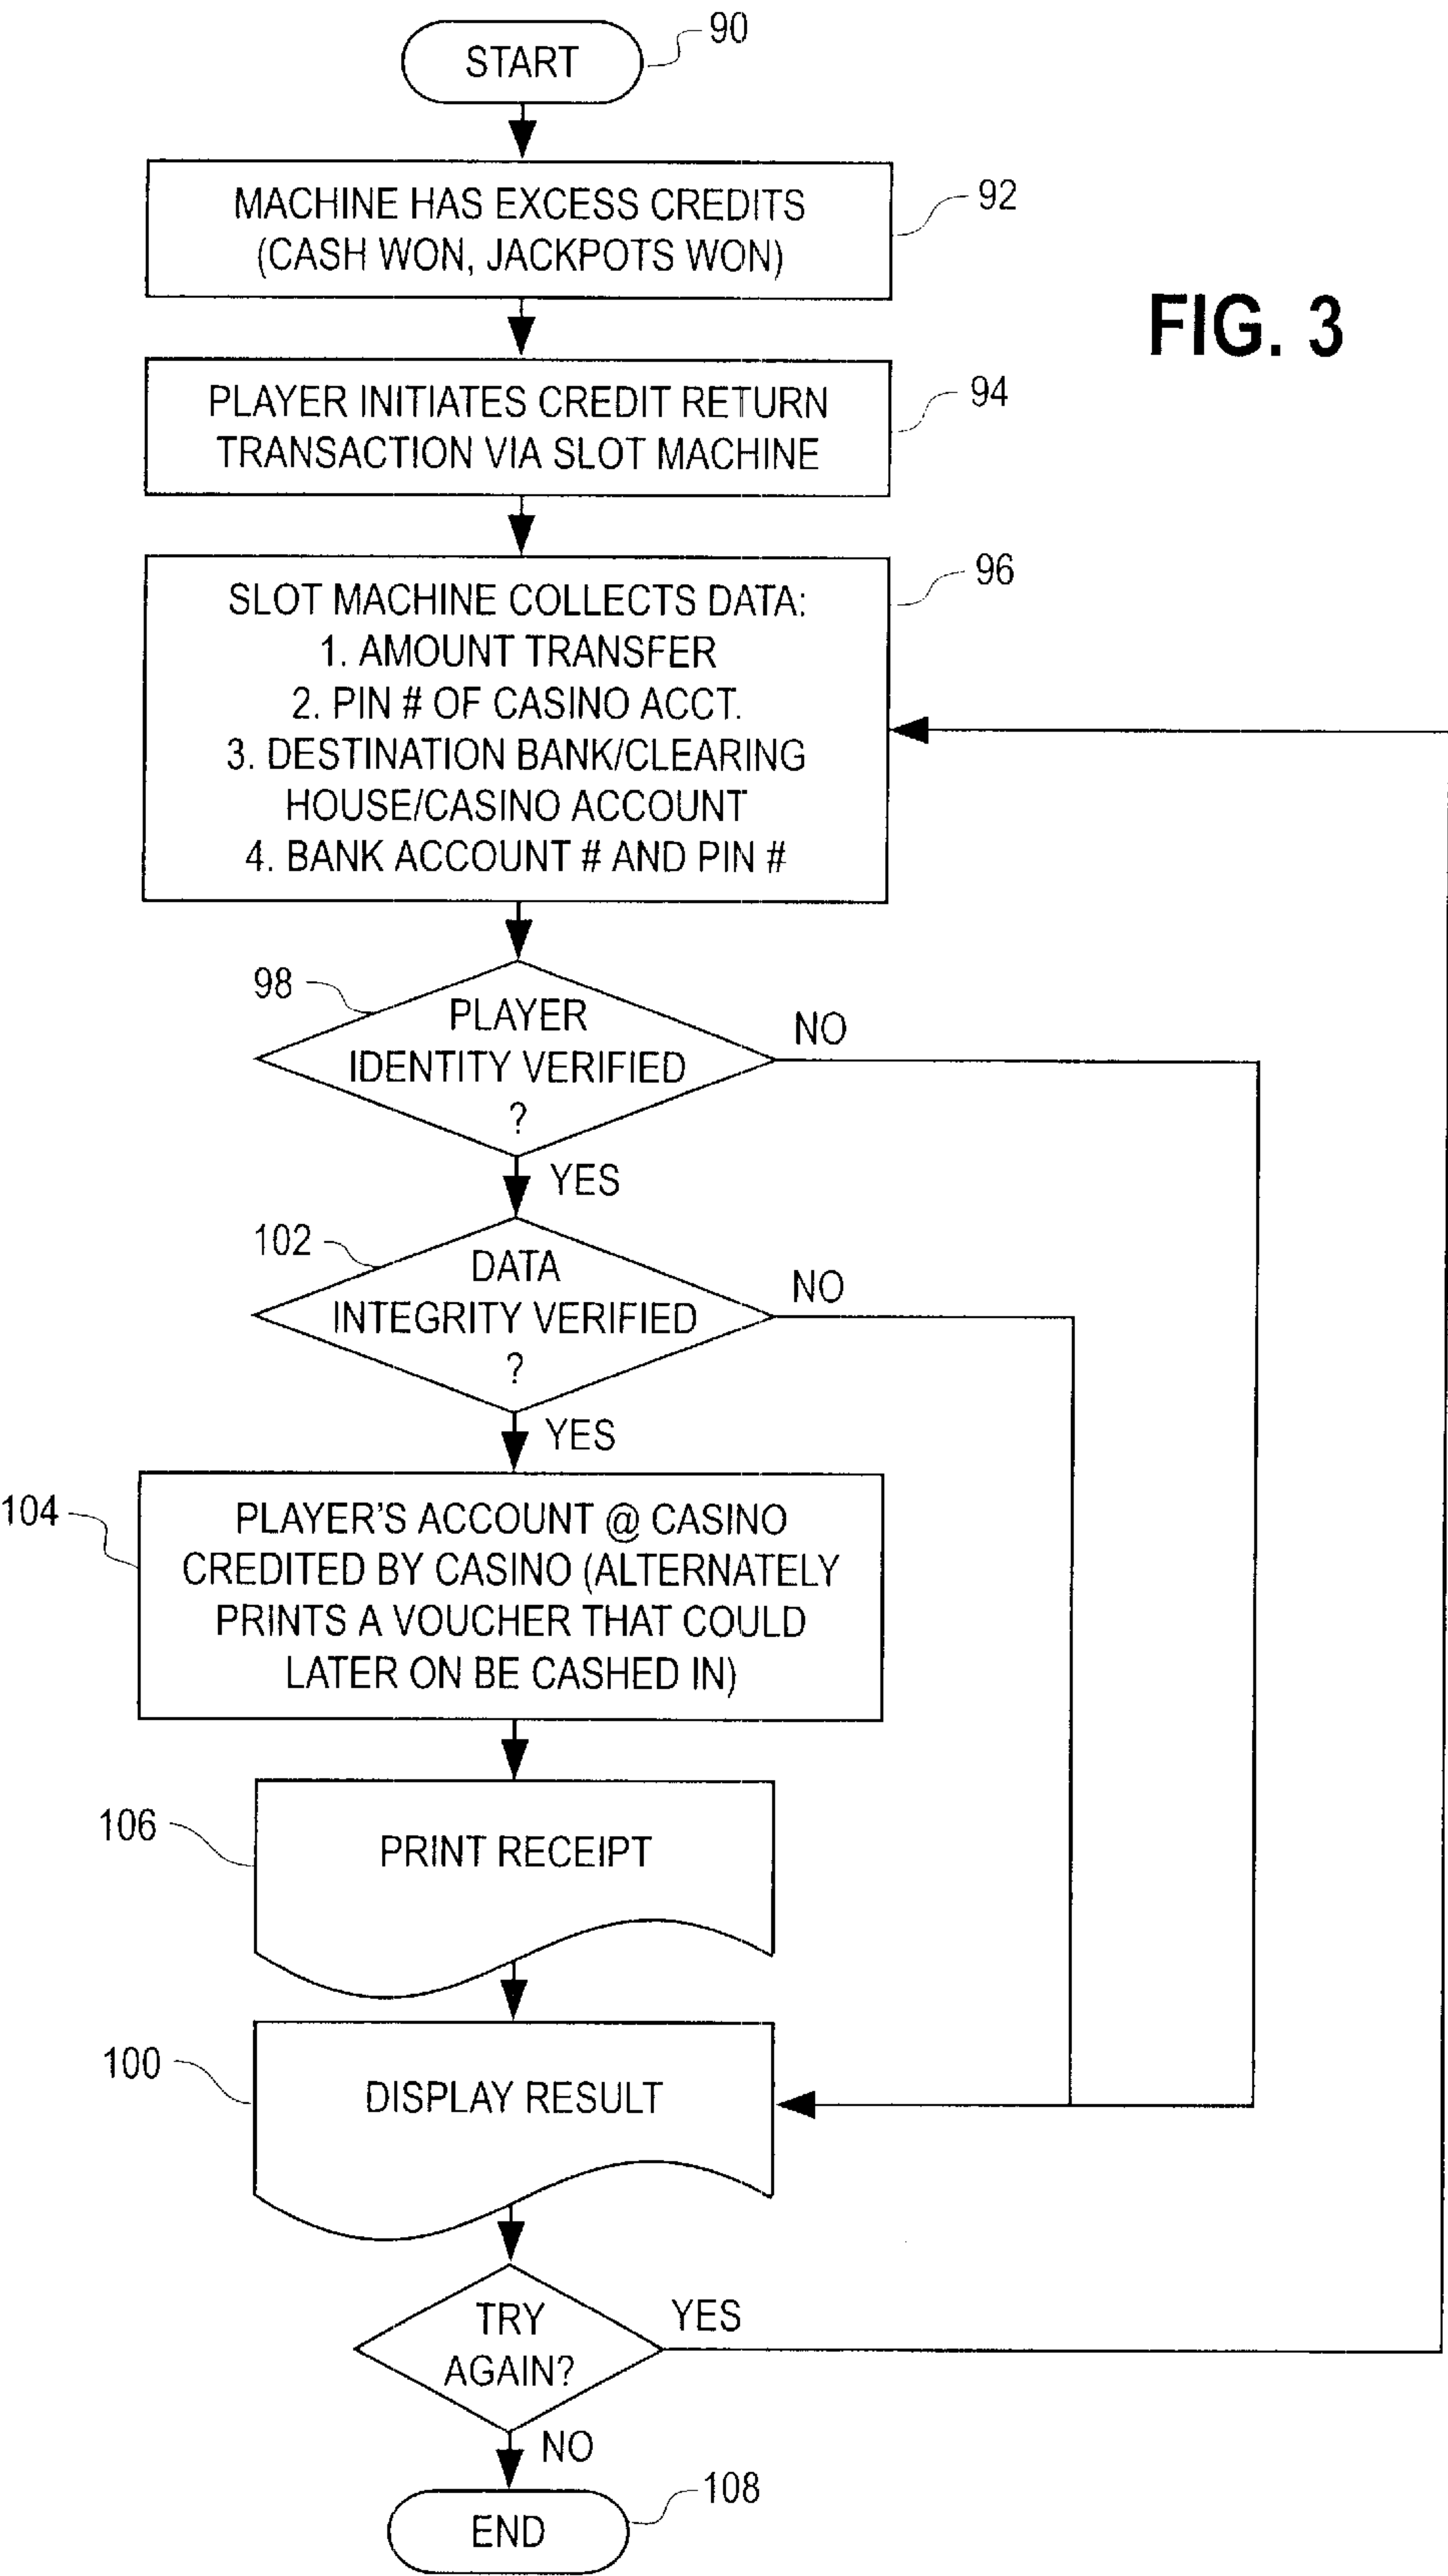 START
90
MACHINE HAS EXCESS CREDITS
(CASH WON, JACKPOTS WON)
92
FIG. 3
PLAYER INITIATES CREDIT RETURN
TRANSACTION VIA SLOT MACHINE
94
SLOT MACHINE COLLECTS DATA:
1. AMOUNT TRANSFER
2. PIN # OF CASINO ACCT.
3. DESTINATION BANK/CLEARING
HOUSE/CASINO ACCOUNT
4. BANK ACCOUNT # AND PIN #
96
98
PLAYER
IDENTITY VERIFIED
?
NO
YES
102
DATA
INTEGRITY VERIFIED
?
NO
YES
104
PLAYER'S ACCOUNT @ CASINO
CREDITED BY CASINO (ALTERNATELY
PRINTS A VOUCHER THAT COULD
LATER ON BE CASHED IN)
106
PRINT RECEIPT
100
DISPLAY RESULT
TRY
AGAIN?
YES
NO
END
108